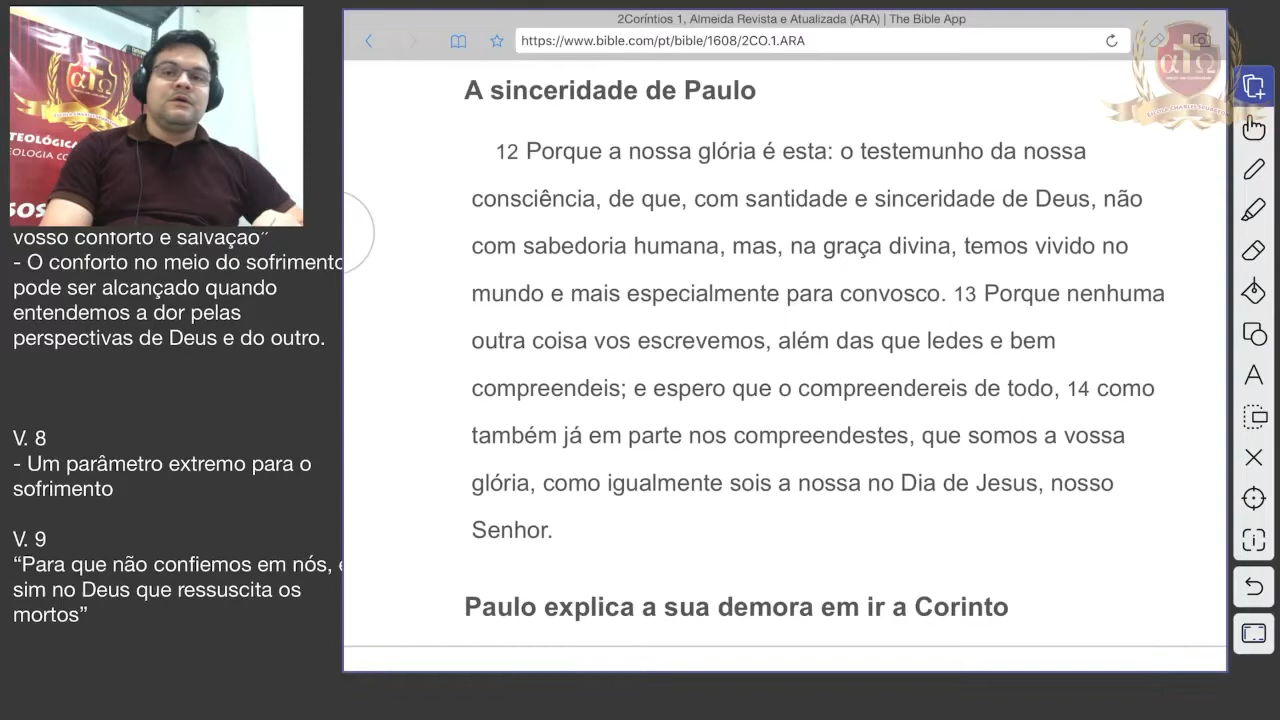 2Coríntios 1, Almeida Revista e Atualizada (ARA) | The Bible App
https://www.bible.com/pt/bible/1608/2CO.1.ARA
α Ω
ESCOLA CHARLES SPURGEON
TEOLÓGICA
EOLOGIA CO
SOS
vosso conforto e salvação”
- O conforto no meio do sofrimento
pode ser alcançado quando
entendemos a dor pelas
perspectivas de Deus e do outro.
V. 8
- Um parâmetro extremo para o
sofrimento
V. 9
“Para que não confiemos em nós, e
sim no Deus que ressuscita os
mortos”
A sinceridade de Paulo
12 Porque a nossa glória é esta: o testemunho da nossa
consciência, de que, com santidade e sinceridade de Deus, não
com sabedoria humana, mas, na graça divina, temos vivido no
mundo e mais especialmente para convosco. 13 Porque nenhuma
outra coisa vos escrevemos, além das que ledes e bem
compreendeis; e espero que o compreendereis de todo, 14 como
também já em parte nos compreendestes, que somos a vossa
glória, como igualmente sois a nossa no Dia de Jesus, nosso
Senhor.
Paulo explica a sua demora em ir a Corinto